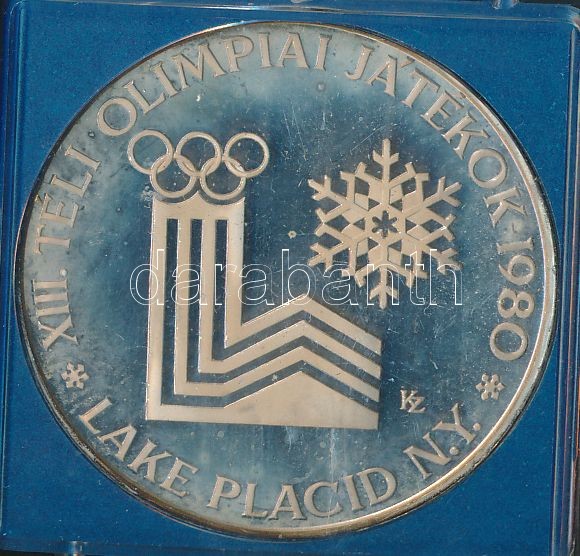 XIII. TÉLI OLIMPIAI JÁTÉKOK·1980
darabanth
KZ
LAKE PLACID N.Y.